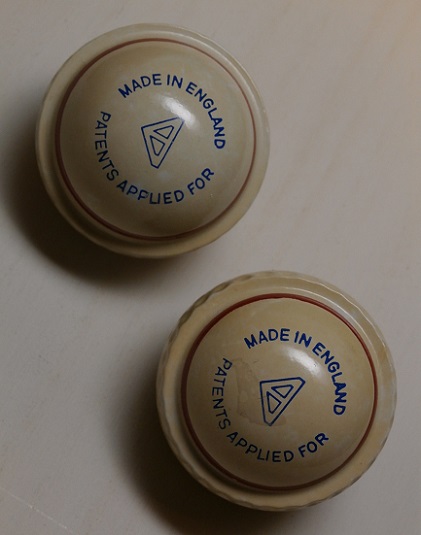 MADE IN ENGLAND
PATENTS APPLIED FOR
MADE IN ENGLAND
PATENTS APPLIED FOR